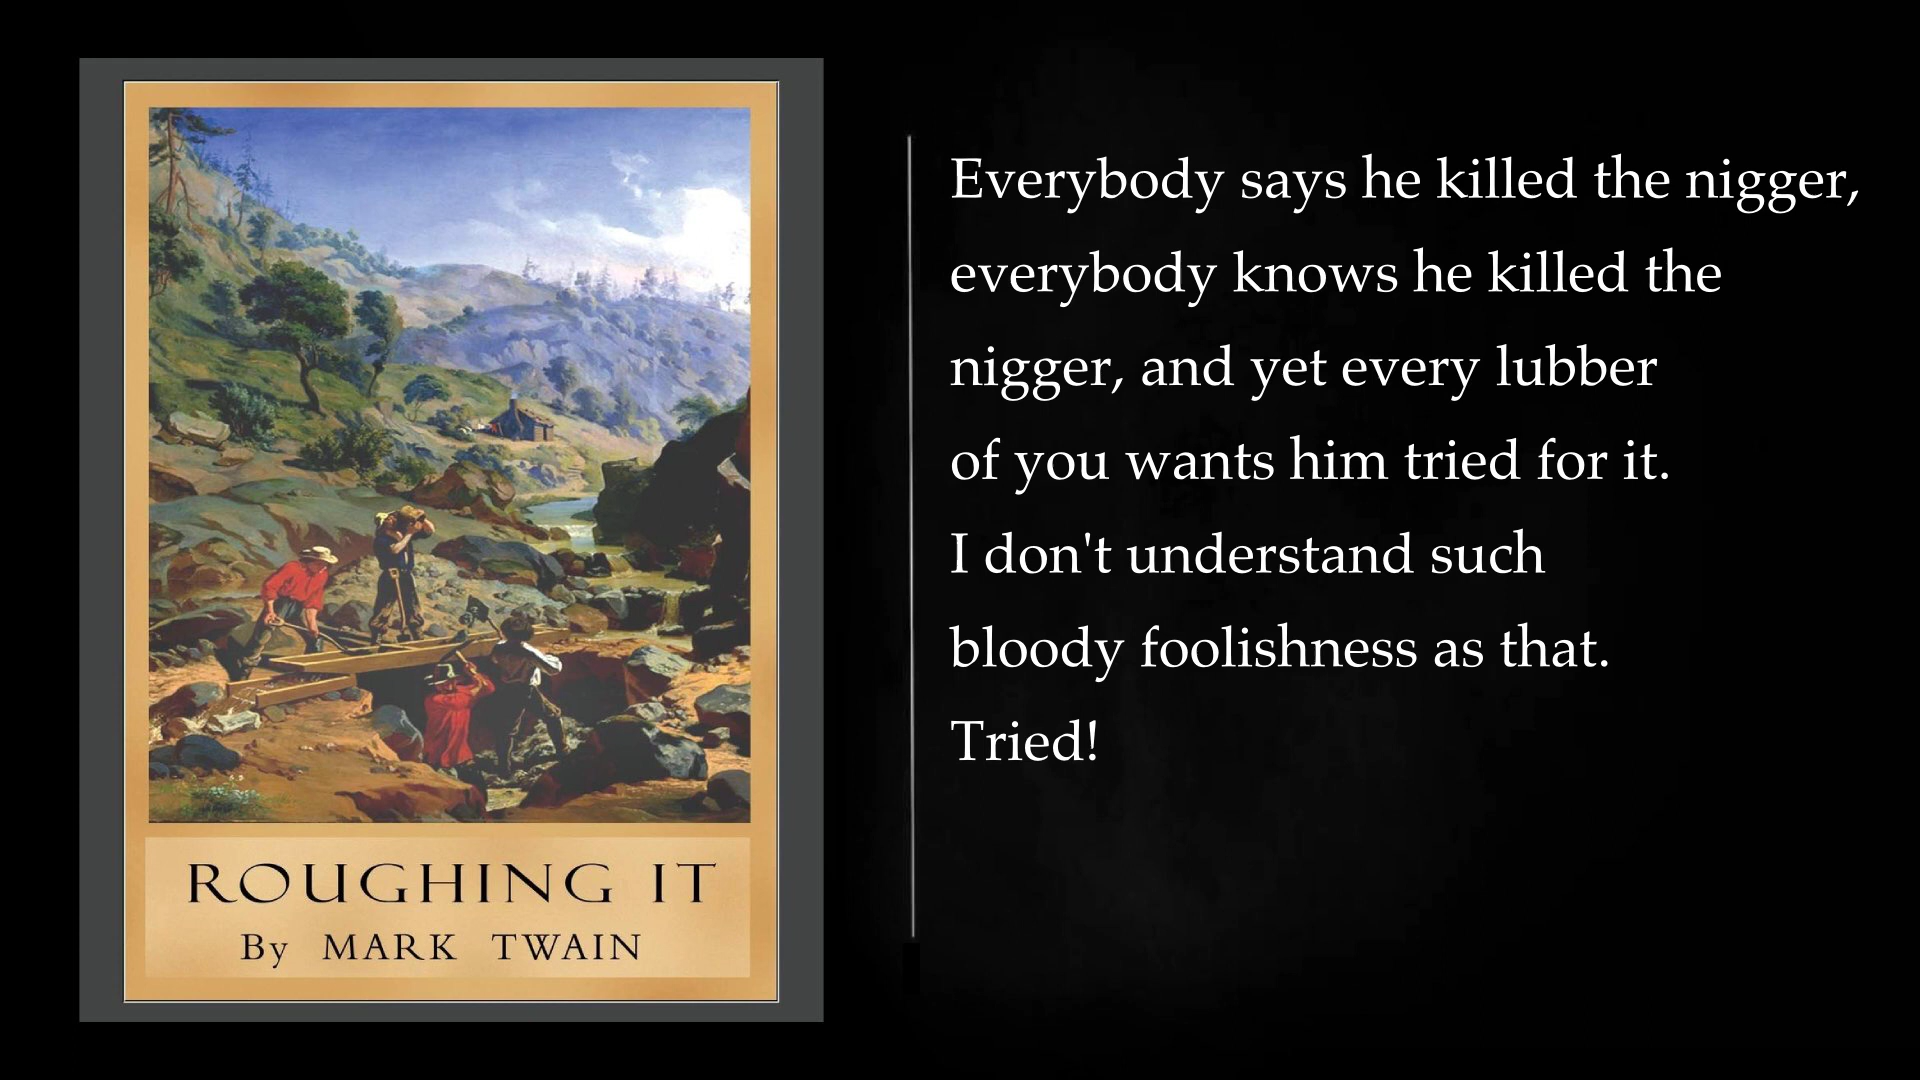 Everybody says he killed the nigger,
everybody knows he killed the
nigger, and yet every lubber
of you wants him tried for it.
I don't understand such
bloody foolishness as that.
Tried!
ROUGHING IT
By MARK TWAIN